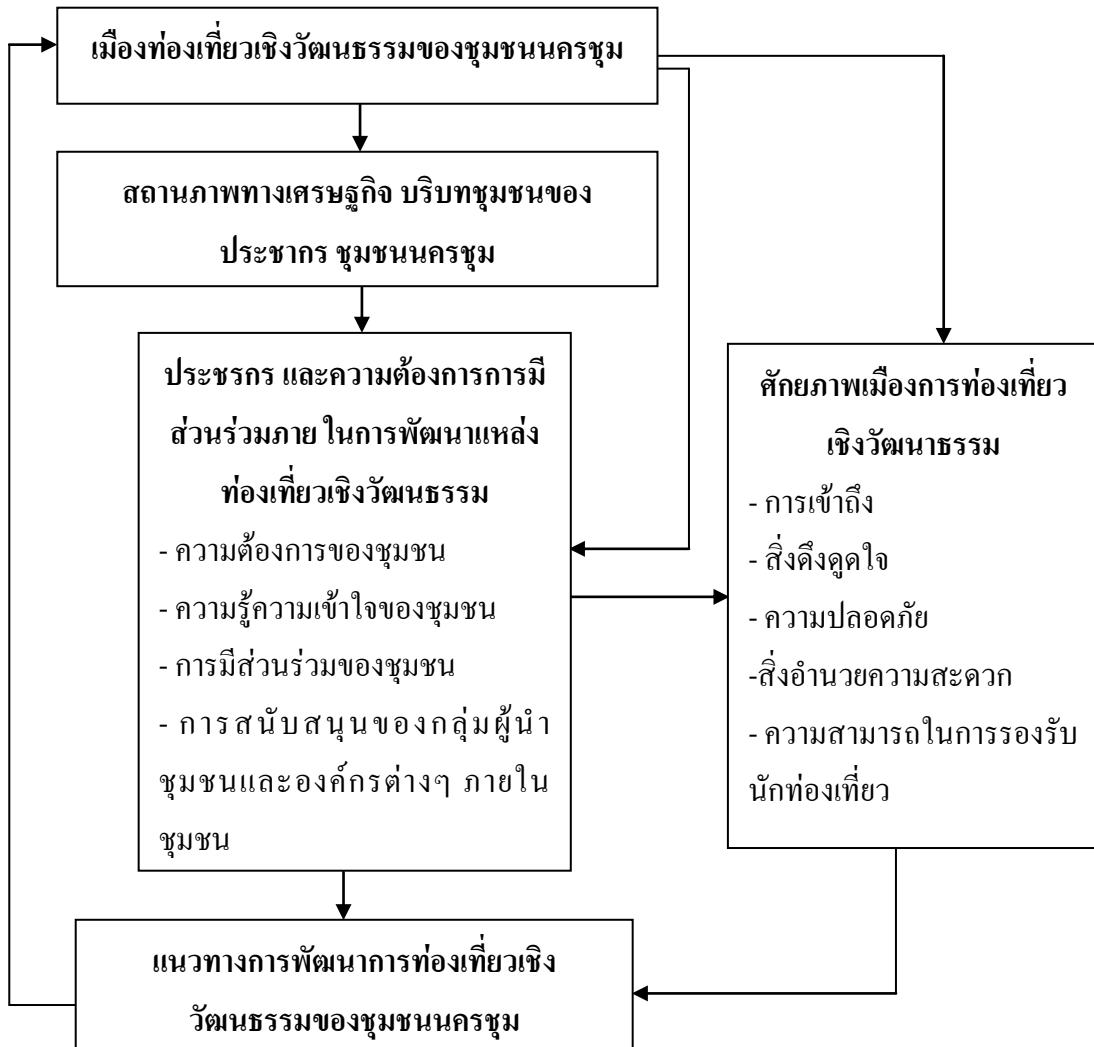 เมืองท่องเที่ยวเชิงวัฒนธรรมของชุมชนนครชุม
สถานภาพทางเศรษฐกิจ บริบทชุมชนของ
ประชากร ชุมชนนครชุม
ประชรกร และความต้องการการมี
ส่วนร่วมภาย ในการพัฒนาแหล่ง
ท่องเที่ยวเชิงวัฒนธรรม
- ความต้องการของชุมชน
- ความรู้ความเข้าใจของชุมชน
- การมีส่วนร่วมของชุมชน
- การสนับสนุนของกลุ่มผู้นำ
ชุมชนและองค์กรต่างๆ ภายใน
ชุมชน
ศักยภาพเมืองการท่องเที่ยว
เชิงวัฒนาธรรม
- การเข้าถึง
- สิ่งดึงดูดใจ
- ความปลอดภัย
-สิ่งอำนวยความสะดวก
- ความสามารถในการรองรับ
นักท่องเที่ยว
แนวทางการพัฒนาการท่องเที่ยวเชิง
วัฒนธรรมของชุมชนนครชุม